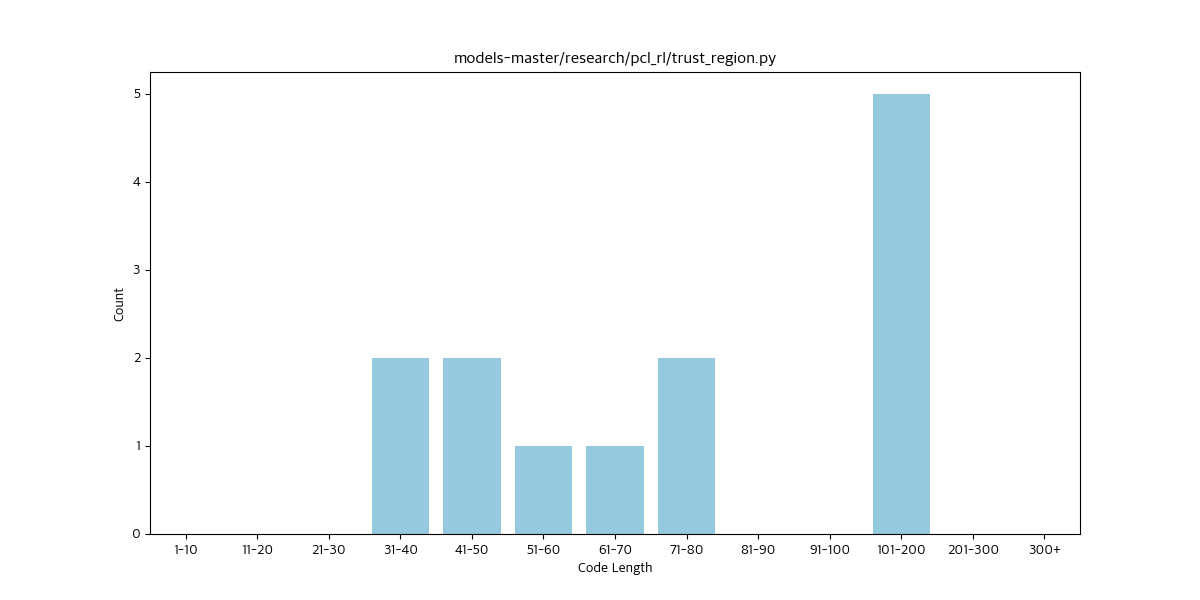 models-master/research/pcl_rl/trust_region.py
5
4
3
2
1
0
Count
1-10 11-20 21-30 31-40 41-50 51-60 61-70 71-80 81-90 91-100 101-200 201-300 300+
Code Length